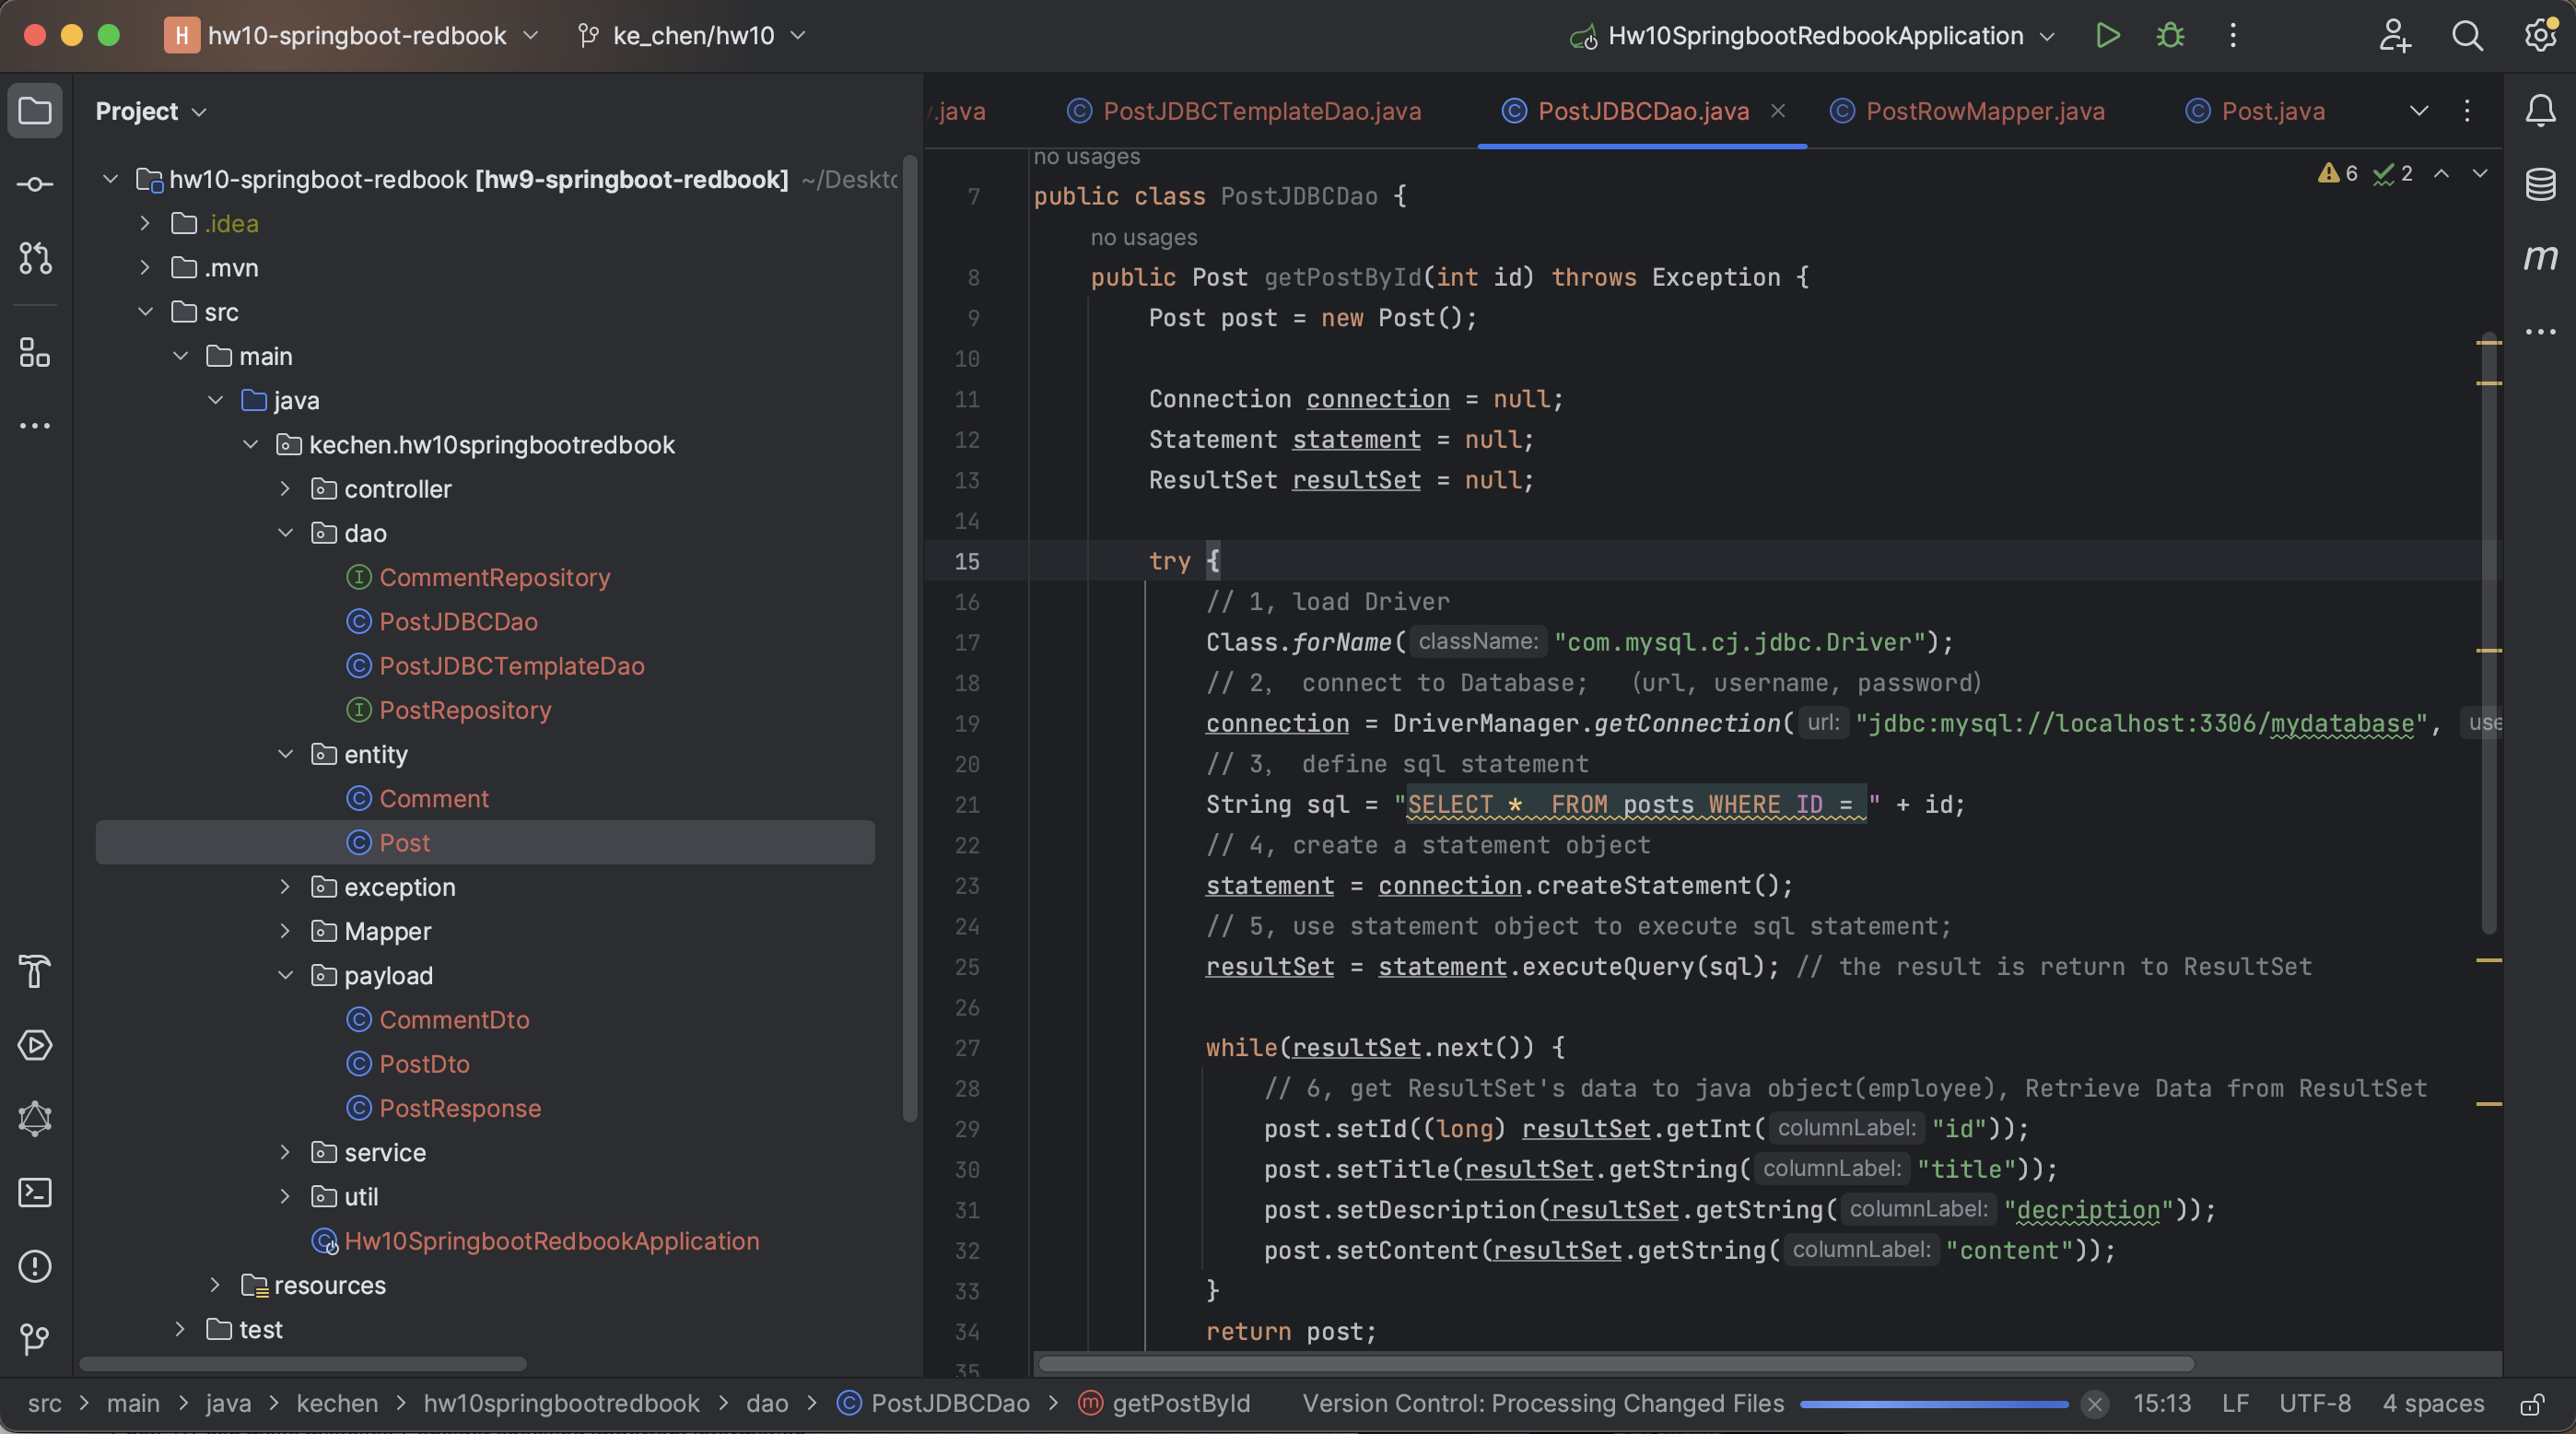 H hw10-springboot-redbook ke_chen/hw10 Hw10SpringbootRedbookApplication
Project
hw10-springboot-redbook [hw9-springboot-redbook] ~/Deskto
.idea
.mvn
src
main
java
kechen.hw10springbootredbook
controller
dao
CommentRepository
PostJDBCDao
PostJDBCTemplateDao
PostRepository
entity
Comment
Post
exception
Mapper
payload
CommentDto
PostDto
PostResponse
service
util
Hw10SpringbootRedbookApplication
resources
test
.java PostJDBCTemplateDao.java PostJDBCDao.java PostRowMapper.java Post.java
6 2
no usages
7 public class PostJDBCDao {
no usages
8 public Post getPostById(int id) throws Exception {
9 Post post = new Post();
10
11 Connection connection = null;
12 Statement statement = null;
13 ResultSet resultSet = null;
14
15 try {
16 // 1, load Driver
17 Class.forName( className: "com.mysql.cj.jdbc.Driver");
18 // 2, connect to Database; （url, username, password）
19 connection = DriverManager.getConnection( url: "jdbc:mysql://localhost:3306/mydatabase", use
20 // 3, define sql statement
21 String sql = "SELECT *  FROM posts WHERE ID = " + id;
22 // 4, create a statement object
23 statement = connection.createStatement();
24 // 5, use statement object to execute sql statement;
25 resultSet = statement.executeQuery(sql); // the result is return to ResultSet
26
27 while(resultSet.next()) {
28 // 6, get ResultSet's data to java object(employee), Retrieve Data from ResultSet
29 post.setId((long) resultSet.getInt( columnLabel: "id"));
30 post.setTitle(resultSet.getString( columnLabel: "title"));
31 post.setDescription(resultSet.getString( columnLabel: "decription"));
32 post.setContent(resultSet.getString( columnLabel: "content"));
33 }
34 return post;
35
src > main > java > kechen > hw10springbootredbook > dao > PostJDBCDao > getPostById Version Control: Processing Changed Files 15:13 LF UTF-8 4 spaces